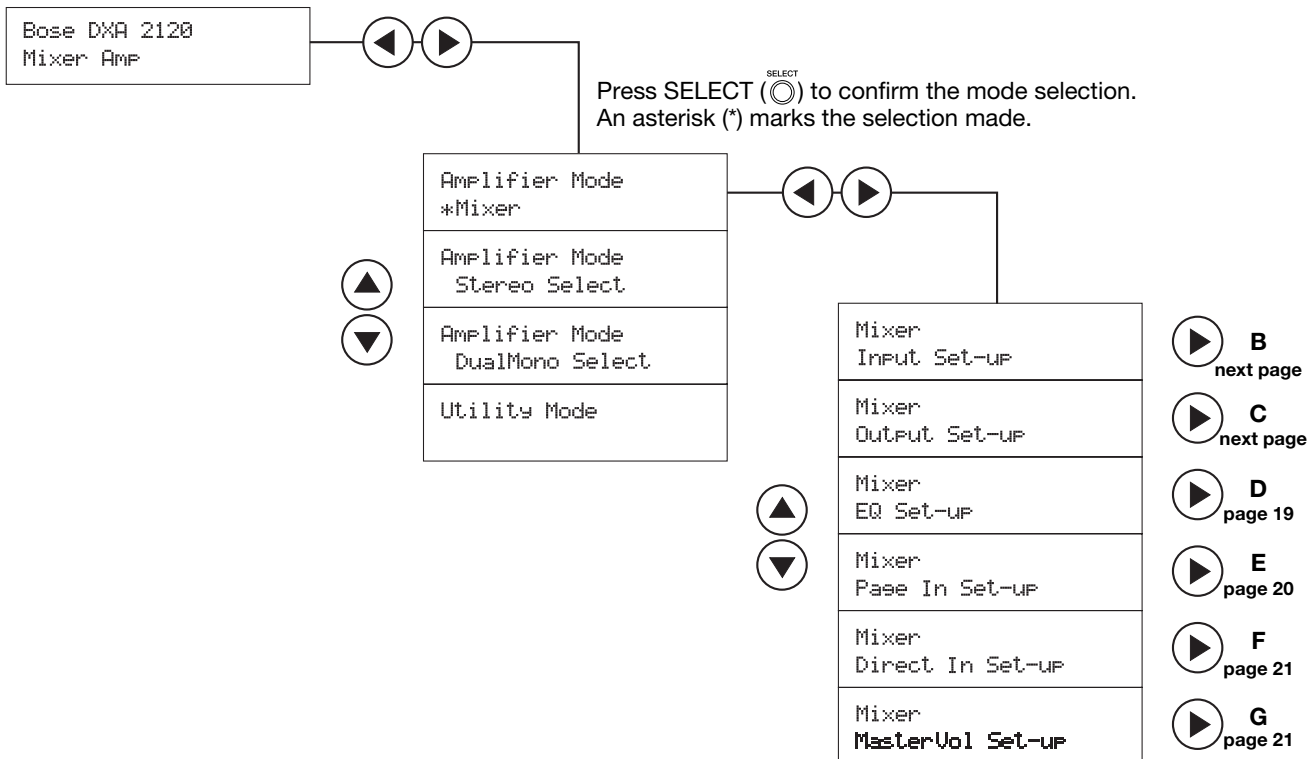 Bose DXA 2120
Mixer Amp
SELECT
Press SELECT ( ) to confirm the mode selection.
An asterisk (*) marks the selection made.
Amplifier Mode
*Mixer
Amplifier Mode
Stereo Select
Amplifier Mode
DualMono Select
Utility Mode
Mixer
Input Set-up
B
next page
Mixer
Output Set-up
C
next page
Mixer
EQ Set-up
D
page 19
Mixer
Page In Set-up
E
page 20
Mixer
Direct In Set-up
F
page 21
Mixer
MasterVol Set-up
G
page 21